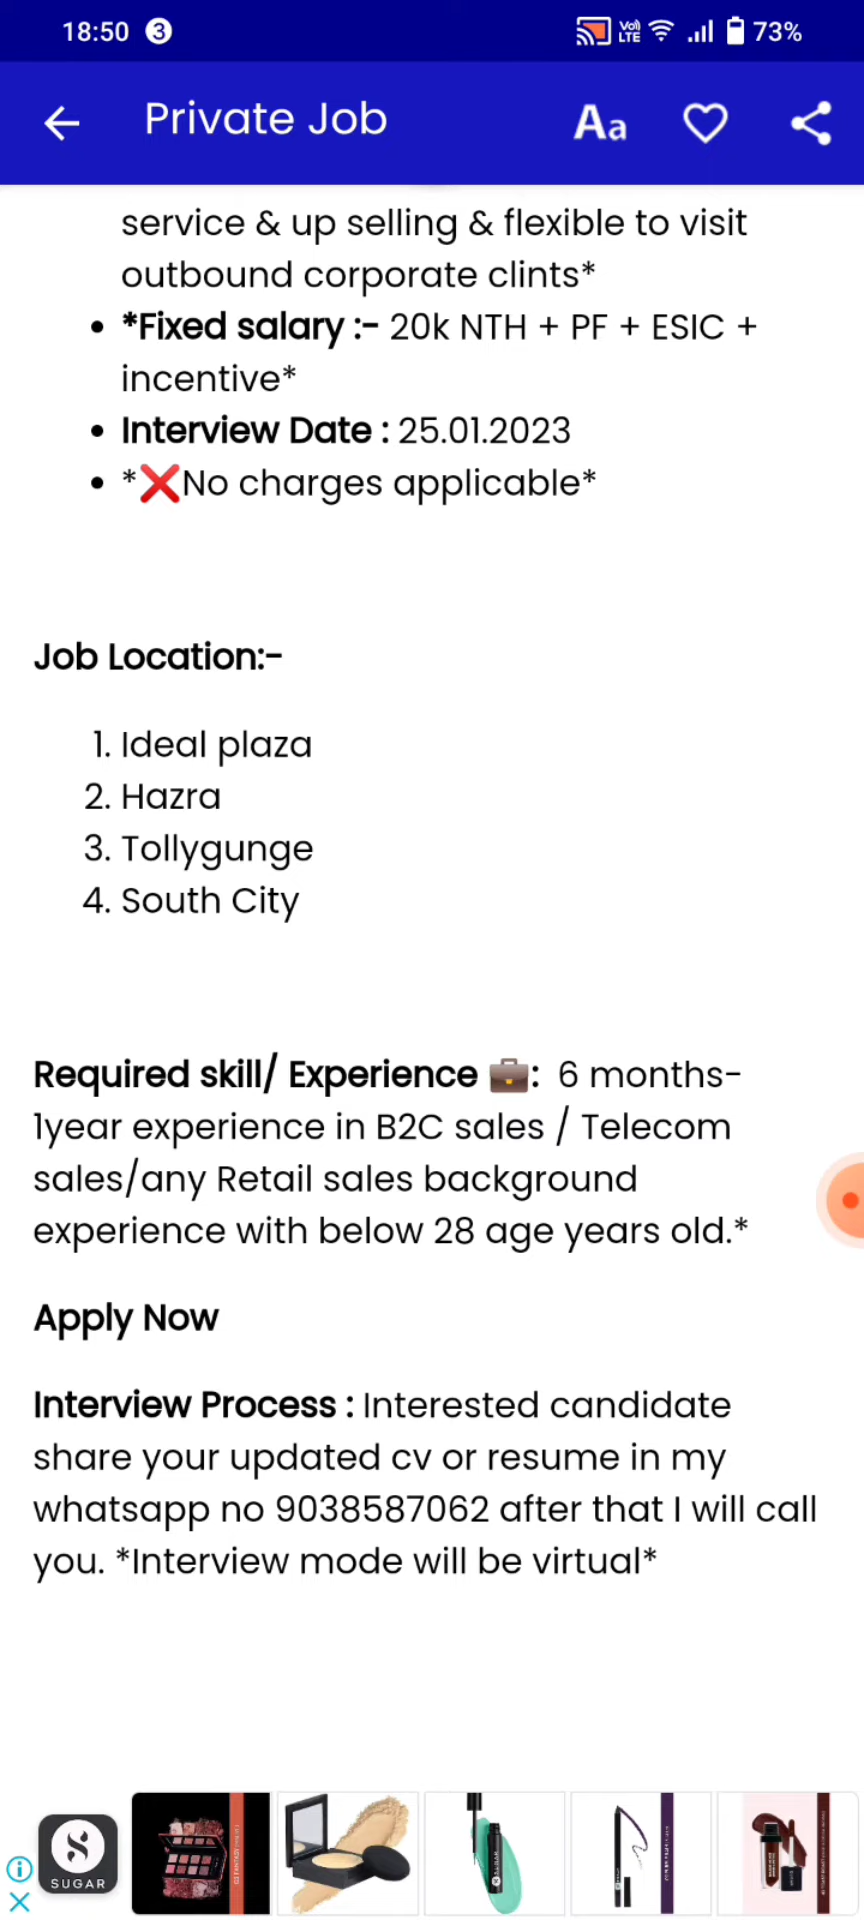 18:50 3 Vo) LTE 73%
Private Job Aa
service & up selling & flexible to visit
outbound corporate clints*
• *Fixed salary :- 20k NTH + PF + ESIC +
incentive*
• Interview Date : 25.01.2023
• *❌No charges applicable*
Job Location:-
1. Ideal plaza
2. Hazra
3. Tollygunge
4. South City
Required skill/ Experience 💼: 6 months-
1year experience in B2C sales / Telecom
sales/any Retail sales background
experience with below 28 age years old.*
Apply Now
Interview Process : Interested candidate
share your updated cv or resume in my
whatsapp no 9038587062 after that I will call
you. *Interview mode will be virtual*
SUGAR